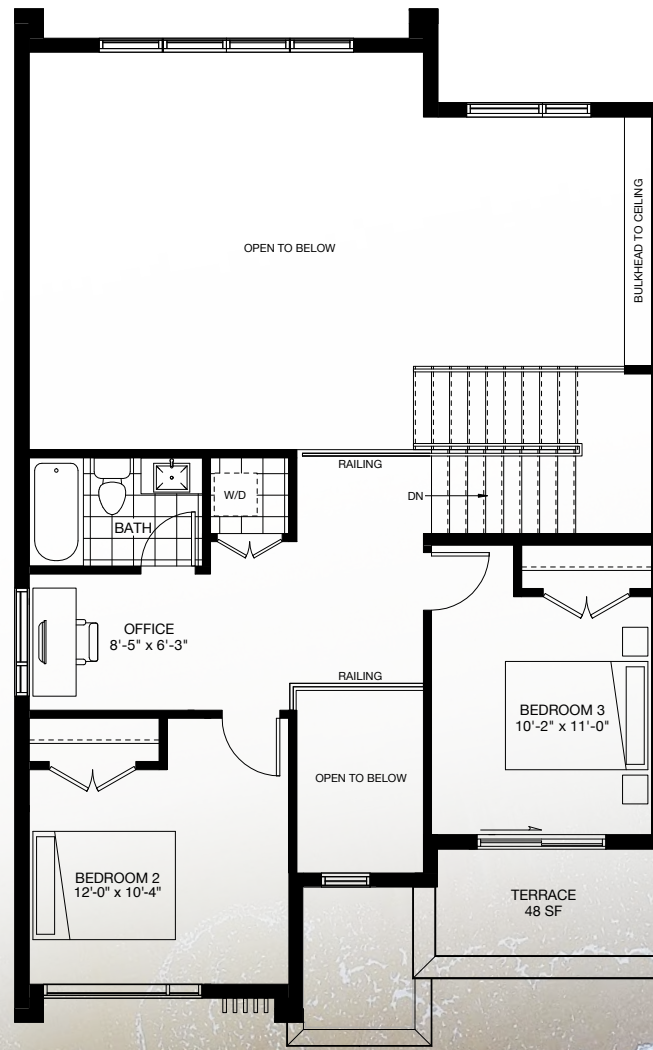 OPEN TO BELOW
BULKHEAD TO CEILING
RAILING
W/D
DN
BATH
OFFICE
8'-5" x 6'-3"
RAILING
BEDROOM 3
10'-2" x 11'-0"
OPEN TO BELOW
BEDROOM 2
12'-0" x 10'-4"
TERRACE
48 SF